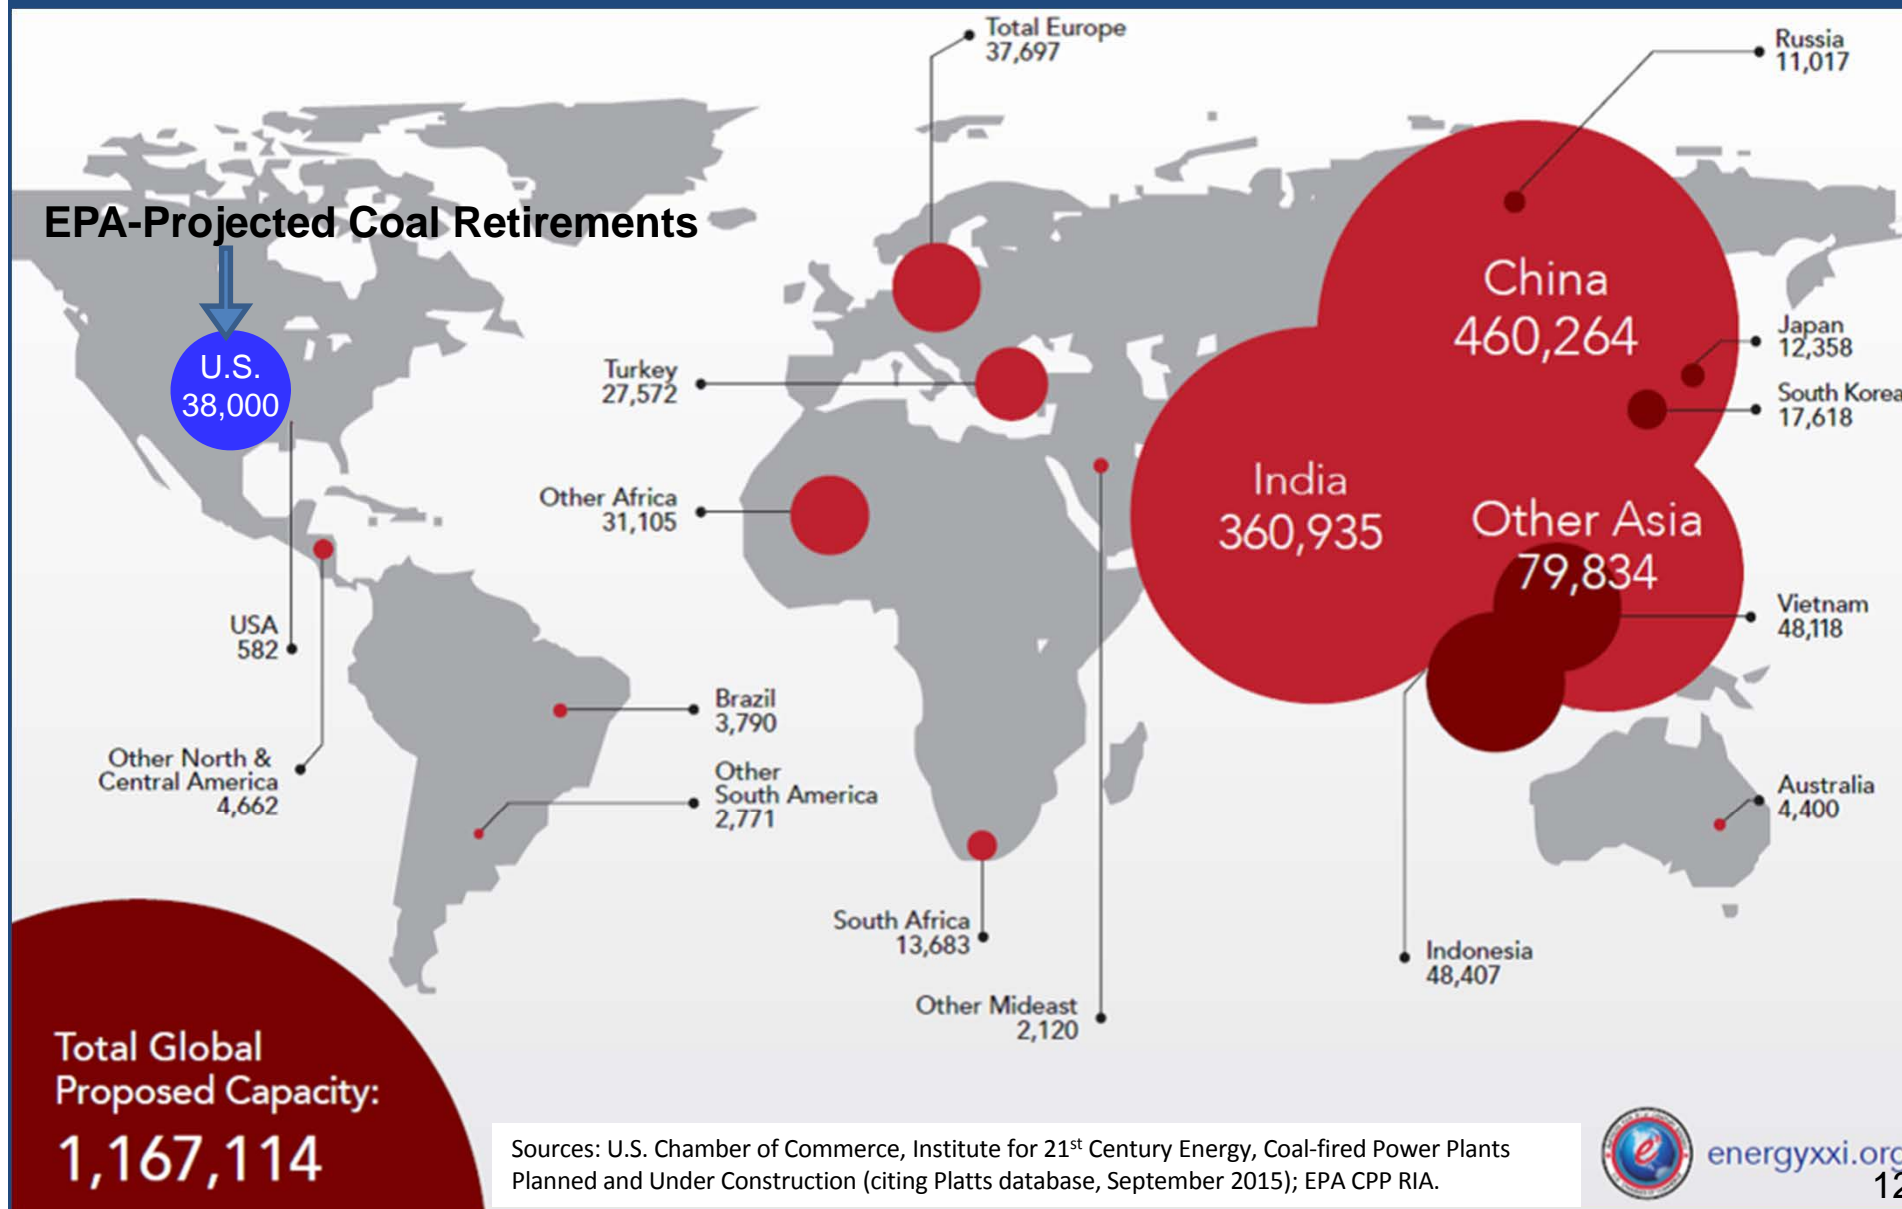 Total Europe
37,697
Russia
11,017
EPA-Projected Coal Retirements
U.S.
38,000
China
460,264
Japan
12,358
South Korea
17,618
Turkey
27,572
Other Africa
31,105
India
360,935
Other Asia
79,834
Vietnam
48,118
USA
582
Brazil
3,790
Other North &
Central America
4,662
Other
South America
2,771
Australia
4,400
South Africa
13,683
Indonesia
48,407
Other Mideast
2,120
Total Global
Proposed Capacity:
1,167,114
Sources: U.S. Chamber of Commerce, Institute for 21st Century Energy, Coal-fired Power Plants
Planned and Under Construction (citing Platts database, September 2015); EPA CPP RIA.
energyxxi.org
12